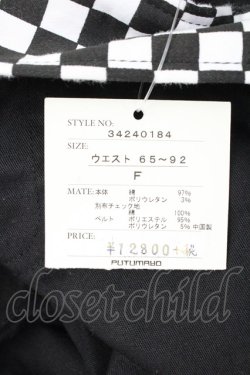 STYLE NO:
34240184
SIZE:
ウエスト 65～92
F
MATE: 本体 綿 97%
ポリウレタン 3%
別布チェック地
綿 100%
ベルト ポリエステル 95%
ポリウレタン 5% 中国製
PRICE:
¥12800+税
PUTUMAYO
closetchild